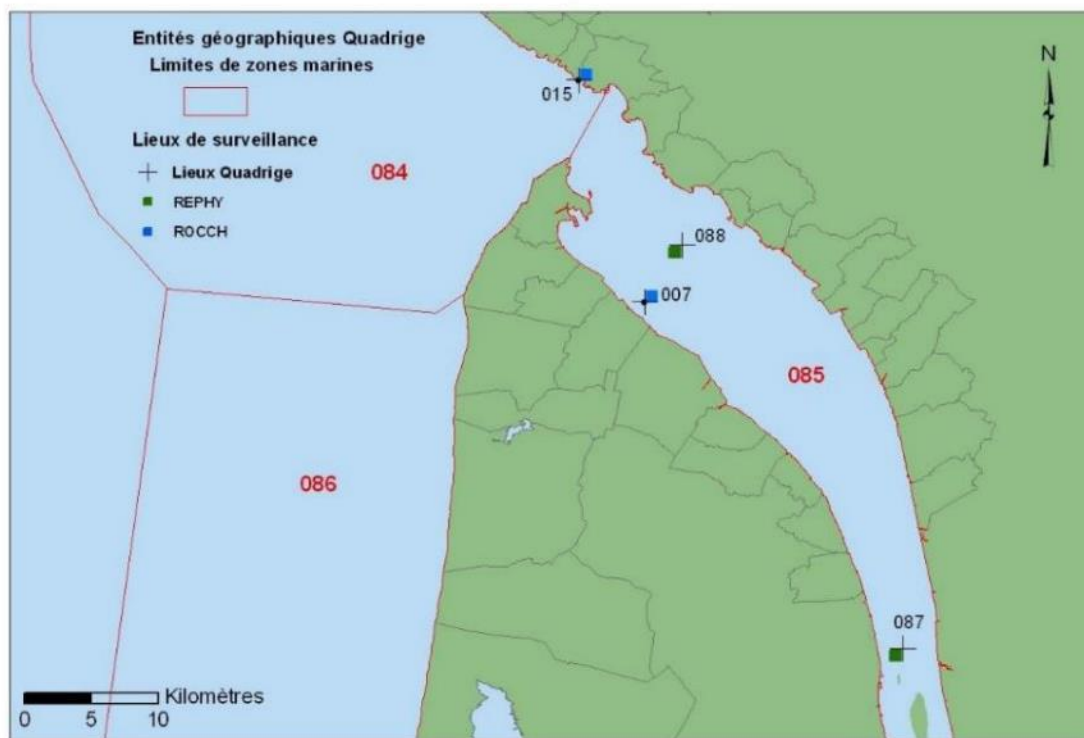 Entités géographiques Quadrige
Limites de zones marines
Lieux de surveillance
Lieux Quadrige
REPHY
ROCCH
N
015
084
088
007
085
086
087
Kilomètres
0 5 10